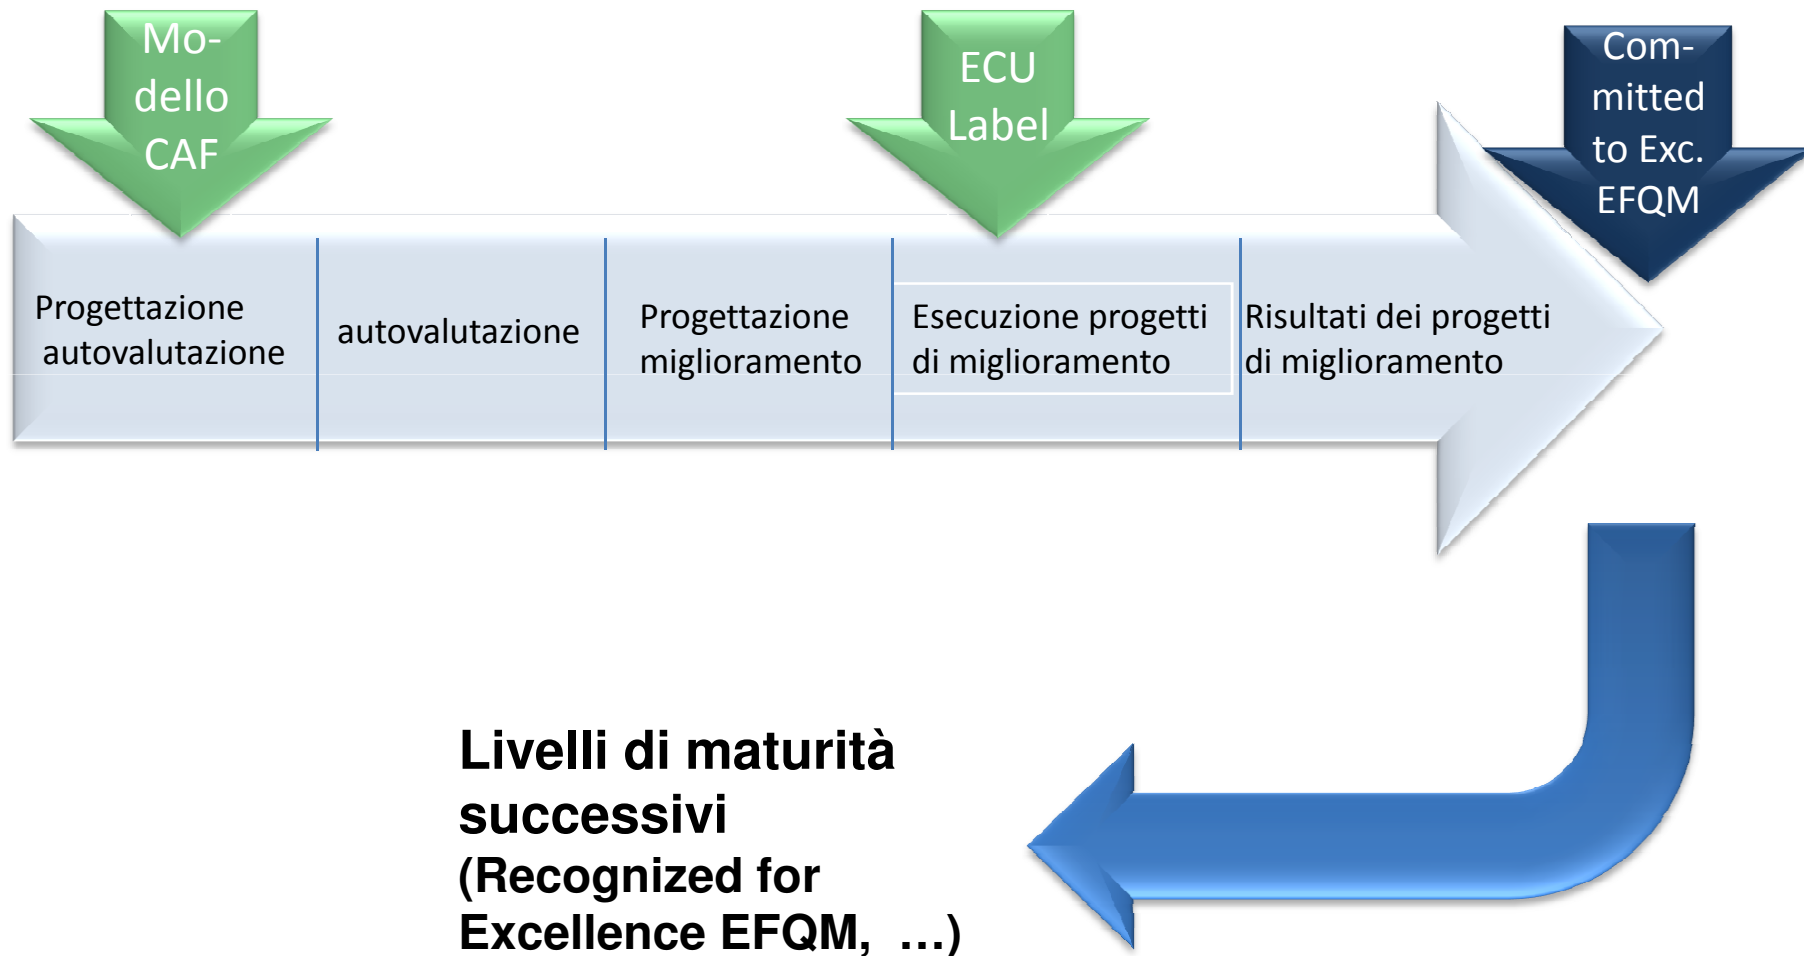 Mo-
dello
CAF
ECU
Label
Com-
mitted
to Exc.
EFQM
Progettazione
autovalutazione
autovalutazione
Progettazione
miglioramento
Esecuzione progetti
di miglioramento
Risultati dei progetti
di miglioramento
Livelli di maturità
successivi
(Recognized for
Excellence EFQM, ...)